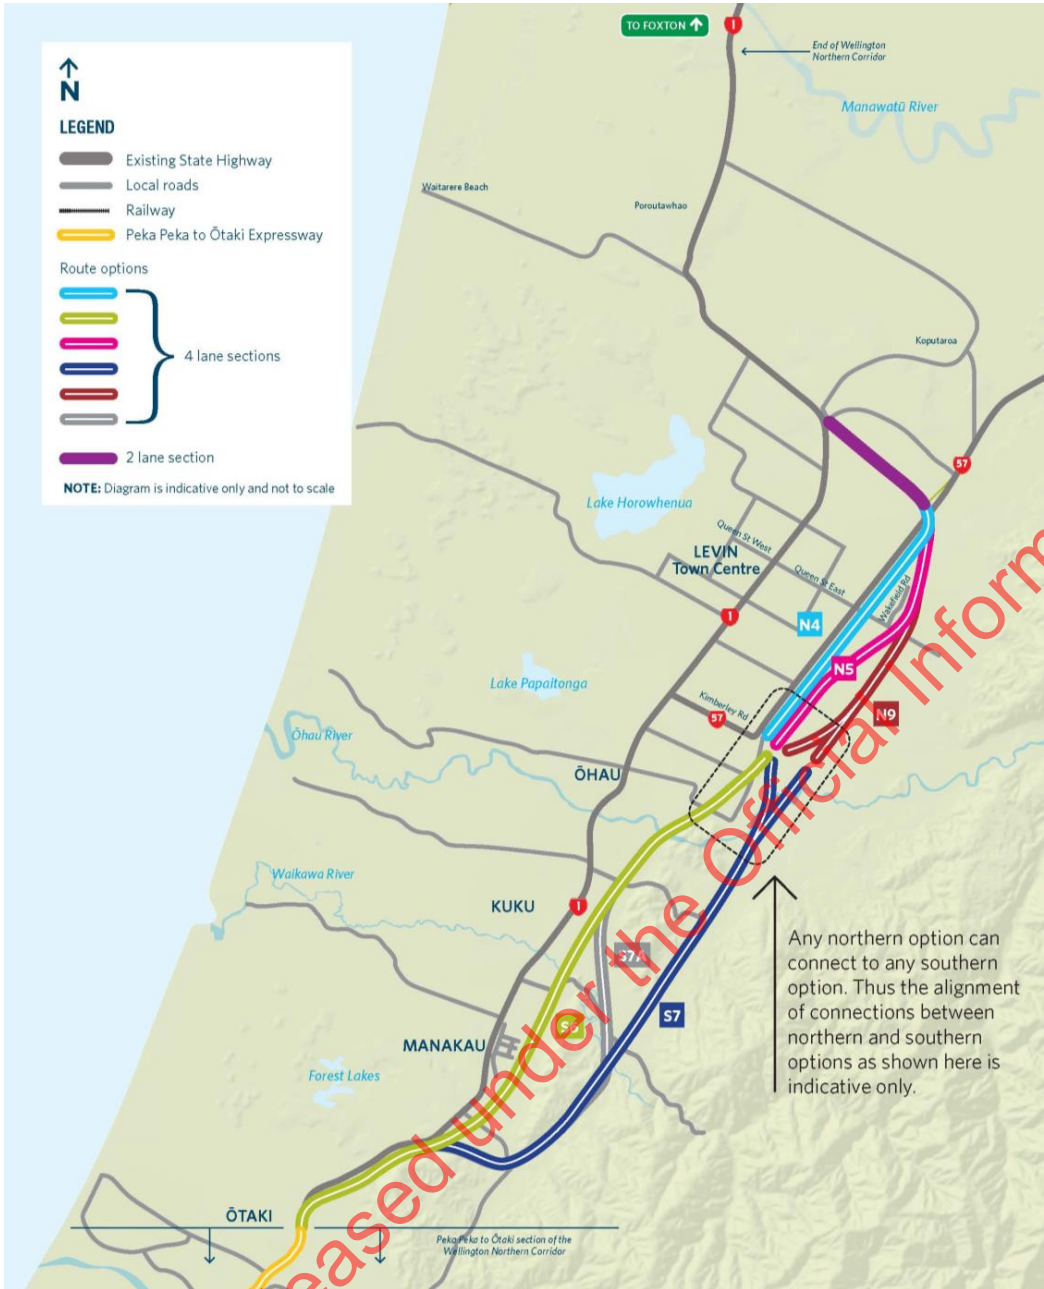 TO FOXTON
1
End of Wellington
Northern Corridor
N
LEGEND
Existing State Highway
Local roads
Railway
Peka Peka to Ōtaki Expressway
Route options
4 lane sections
2 lane section
NOTE: Diagram is indicative only and not to scale
Manawatū River
Waitarere Beach
Poroutawhao
Koputaroa
57
Lake Horowhenua
Queen St West
LEVIN
Town Centre
Queen St East
Wakefield Rd
1
N4
N5
Lake Papaitonga
Kimberley Rd
57
N9
Ōhau River
ŌHAU
Waikawa River
KUKU
1
S7A
S7
S6
MANAKAU
Forest Lakes
Any northern option can
connect to any southern
option. Thus the alignment
of connections between
northern and southern
options as shown here is
indicative only.
ŌTAKI
Peka Peka to Ōtaki section of the
Wellington Northern Corridor
eased under the Official Inform